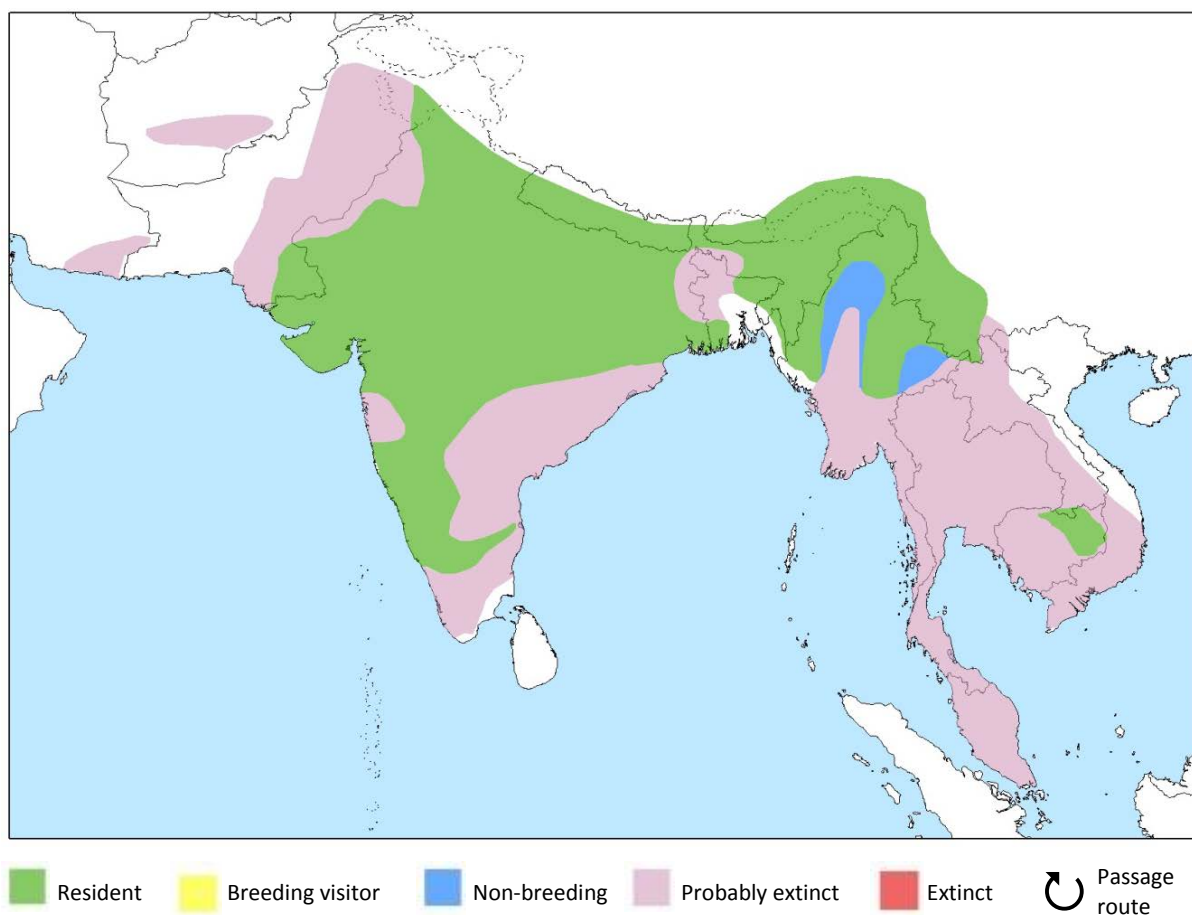 Resident
Breeding visitor
Non-breeding
Probably extinct
Extinct
Passage
route